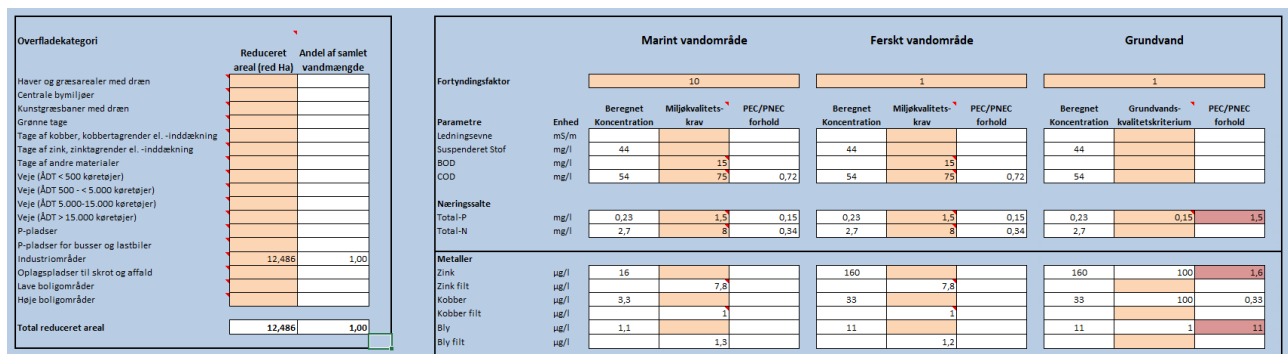 Overfladekategori
Reduceret areal (red Ha)
Andel af samlet vandmængde
Haver og græsarealer med dræn
Centrale bymiljøer
Kunstgræsbaner med dræn
Grønne tage
Tage af kobber, kobbertagrender el. -inddækning
Tage af zink, zinktagrender el. -inddækning
Tage af andre materialer
Veje (ÅDT < 500 køretøjer)
Veje (ÅDT 500 - < 5.000 køretøjer)
Veje (ÅDT 5.000-15.000 køretøjer)
Veje (ÅDT > 15.000 køretøjer)
P-pladser
P-pladser for busser og lastbiler
Industriområder 12,486 1,00
Oplagspladser til skrot og affald
Lave boligområder
Høje boligområder
Total reduceret areal 12,486 1,00
Marint vandområde Ferskt vandområde Grundvand
Fortyndingsfaktor 10 1 1
Beregnet Miljøkvalitets- PEC/PNEC Beregnet Miljøkvalitets- PEC/PNEC Beregnet Grundvands- PEC/PNEC
Parametre Enhed Koncentration krav forhold Koncentration krav forhold Koncentration kvalitetskriterium forhold
Ledningsevne mS/m
Suspenderet Stof mg/l 44 44 44
BOD mg/l 15 15
COD mg/l 54 75 0,72 54 75 0,72 54
Næringssalte
Total-P mg/l 0,23 1,5 0,15 0,23 1,5 0,15 0,23 0,15 1,5
Total-N mg/l 2,7 8 0,34 2,7 8 0,34 2,7
Metaller
Zink µg/l 16 160 160 100 1,6
Zink filt µg/l 7,8 7,8
Kobber µg/l 3,3 33 33 100 0,33
Kobber filt µg/l 1 1
Bly µg/l 1,1 11 11 1 11
Bly filt µg/l 1,3 1,2